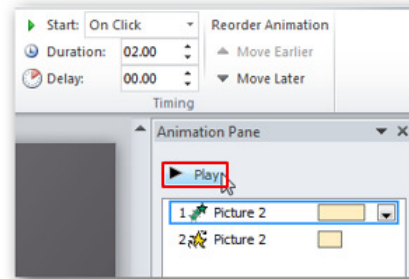 Start: On Click
Reorder Animation
Duration: 02.00
Move Earlier
Delay: 00.00
Move Later
Timing
Animation Pane
Play
1 Picture 2
2 Picture 2